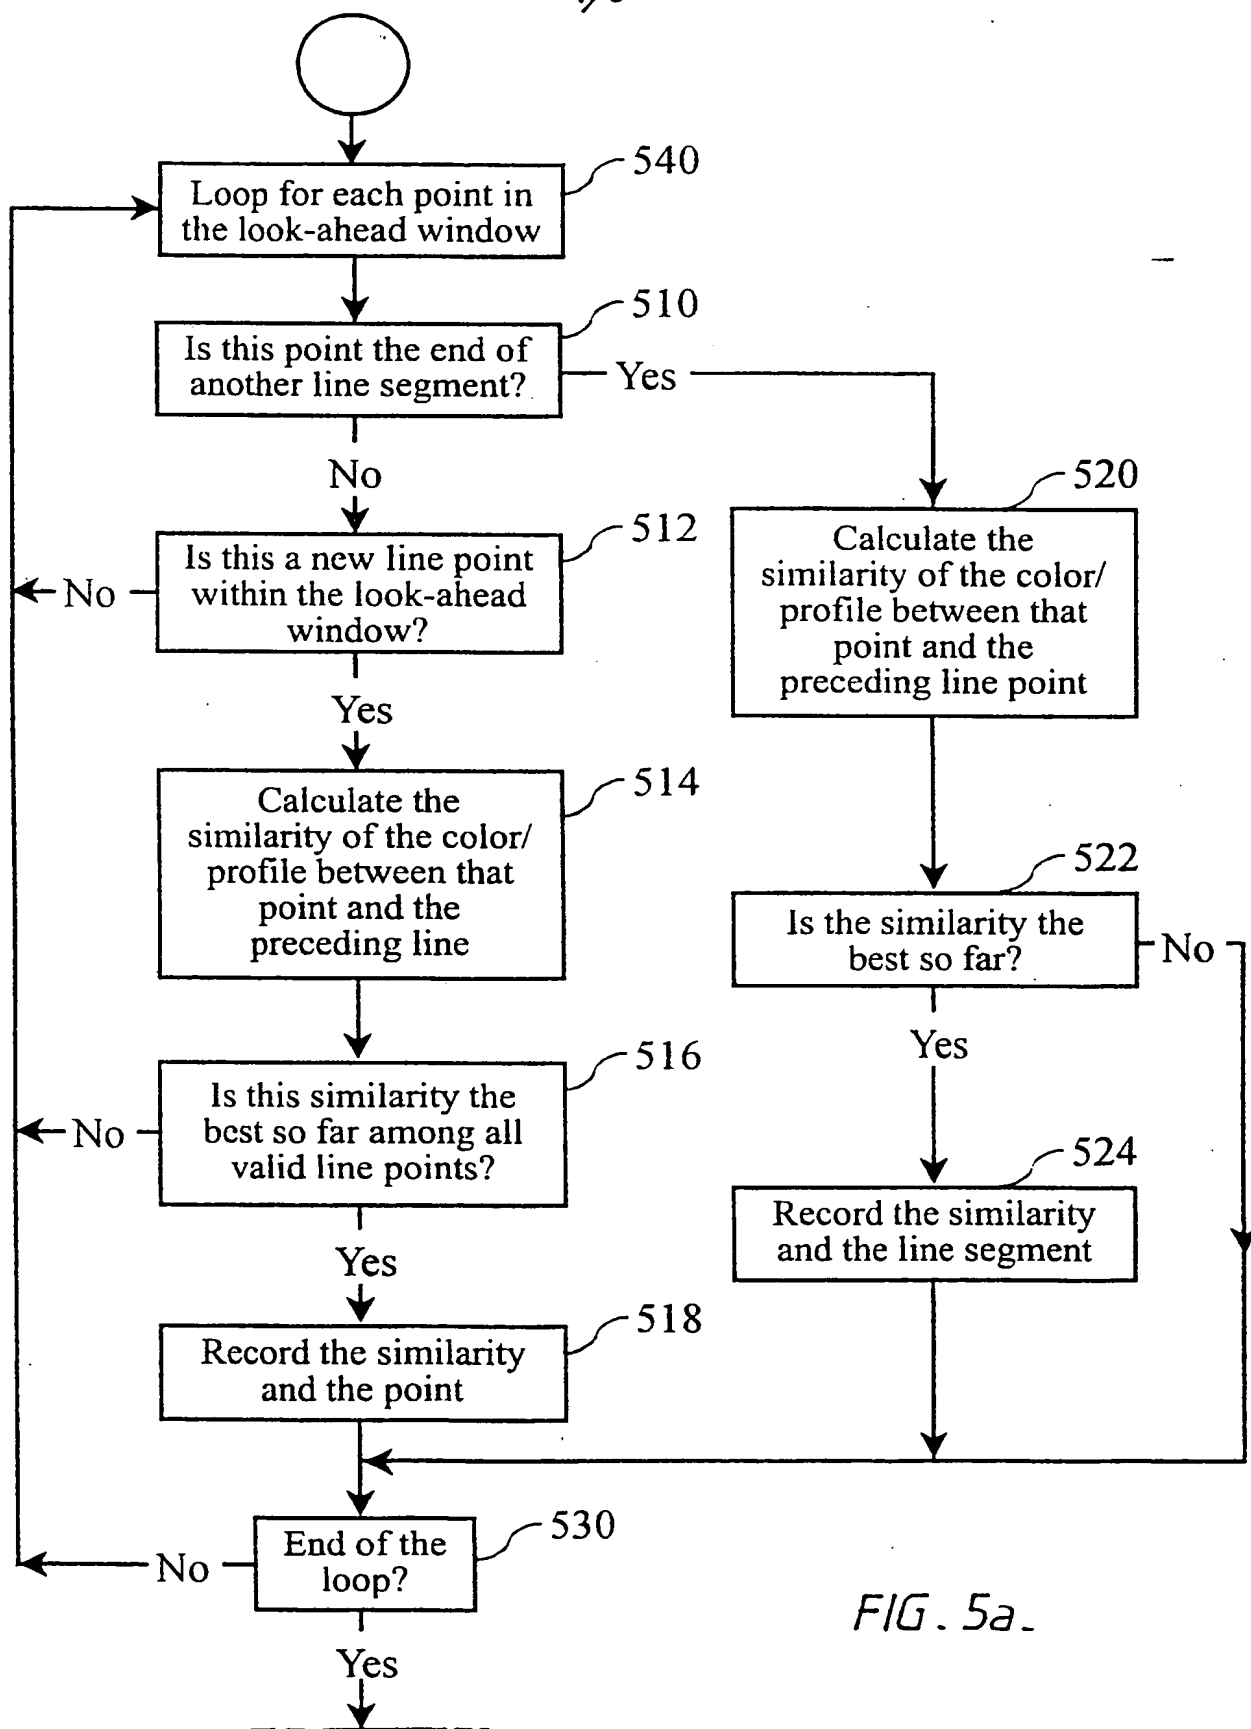 540
Loop for each point in
the look-ahead window
510
Is this point the end of
another line segment?
Yes
No
520
Calculate the
similarity of the color/
profile between that
point and the
preceding line point
512
Is this a new line point
within the look-ahead
window?
No
Yes
514
Calculate the
similarity of the color/
profile between that
point and the
preceding line
522
Is the similarity the
best so far?
No
Yes
516
Is this similarity the
best so far among all
valid line points?
No
Yes
524
Record the similarity
and the line segment
518
Record the similarity
and the point
530
End of the
loop?
No
Yes
FIG. 5a-